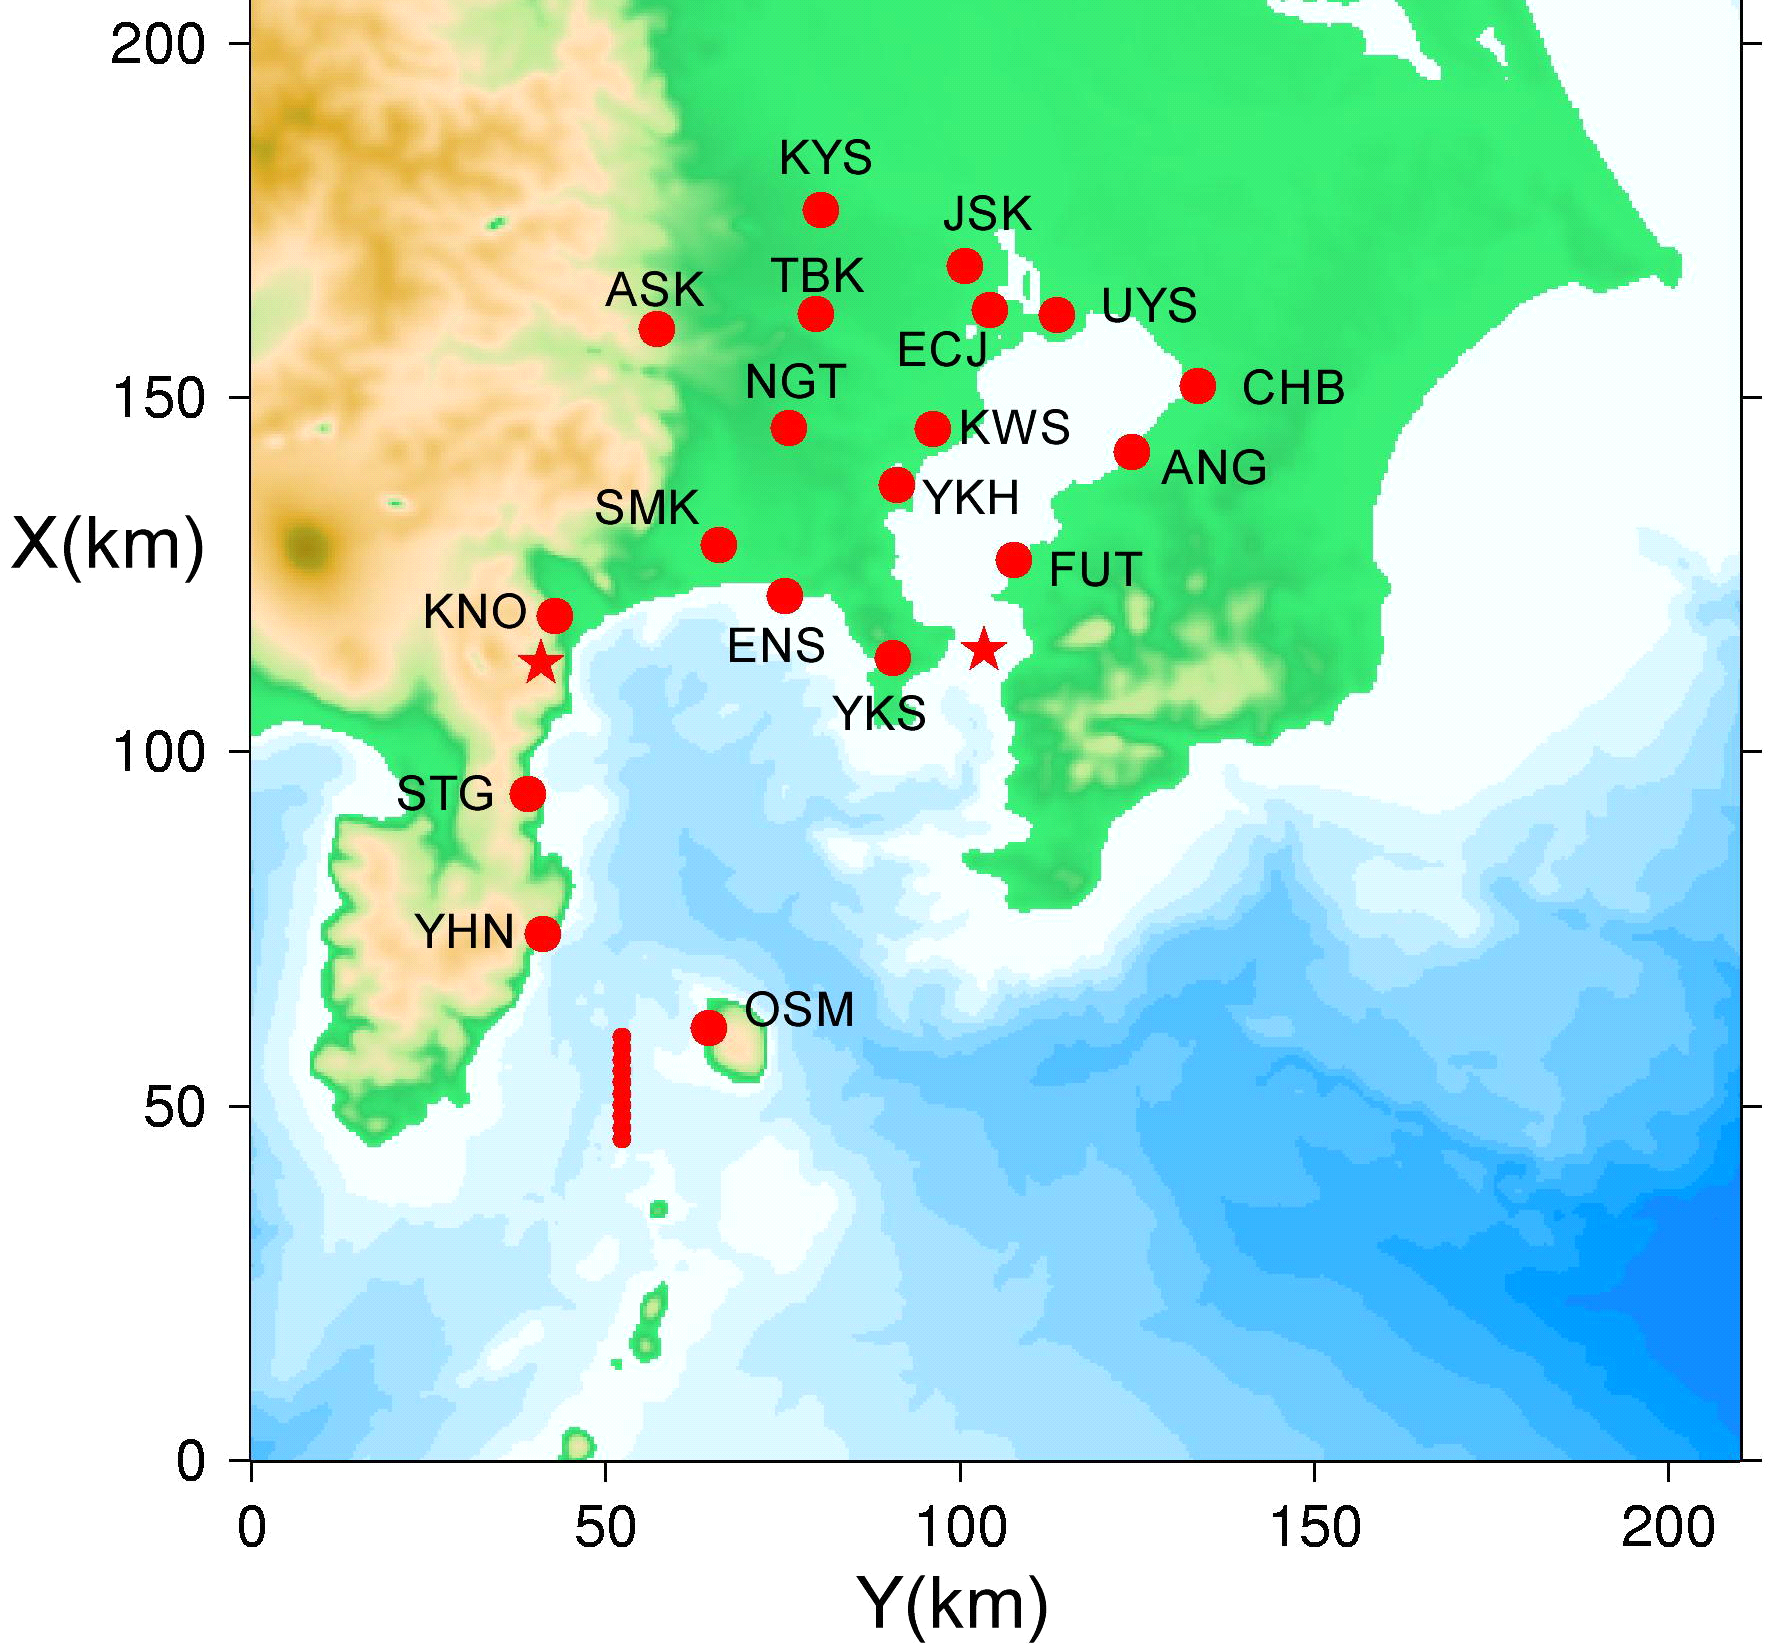 200
KYS
JSK
TBK
ASK
UYS
ECJ
NGT
CHB
150
KWS
ANG
YKH
SMK
X(km)
FUT
KNO
ENS
YKS
100
STG
YHN
OSM
50
0
0 50 100 150 200
Y(km)